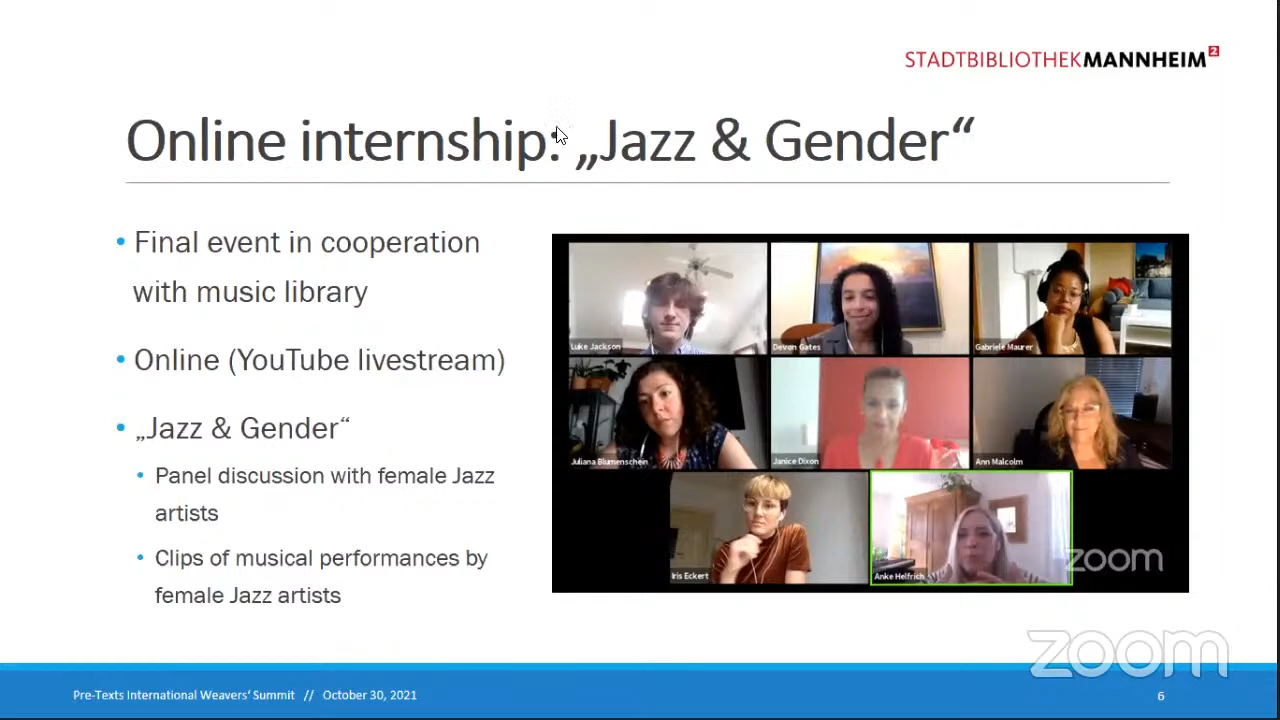 STADTBIBLIOTHEKMANNHEIM²
Online internship: „Jazz & Gender“
• Final event in cooperation
with music library
• Online (YouTube livestream)
• „Jazz & Gender“
• Panel discussion with female Jazz
artists
• Clips of musical performances by
female Jazz artists
Luke Jackson
Devon Gates
Gabriele Maurer
Juliana Blumenschein
Janice Dixon
Ann Malcolm
Iris Eckert
Anke Helfrich
zoom
zoom
Pre-Texts International Weavers‘ Summit // October 30, 2021
6